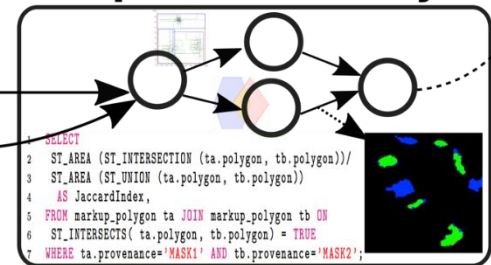 1 SELECT
2 ST_AREA (ST_INTERSECTION (ta.polygon, tb.polygon))/
3 ST_AREA (ST_UNION (ta.polygon, tb.polygon))
4 AS JaccardIndex,
5 FROM markup_polygon ta JOIN markup_polygon tb ON
6 ST_INTERSECTS( ta.polygon, tb.polygon) = TRUE
7 WHERE ta.provenance='MASK1' AND tb.provenance='MASK2';